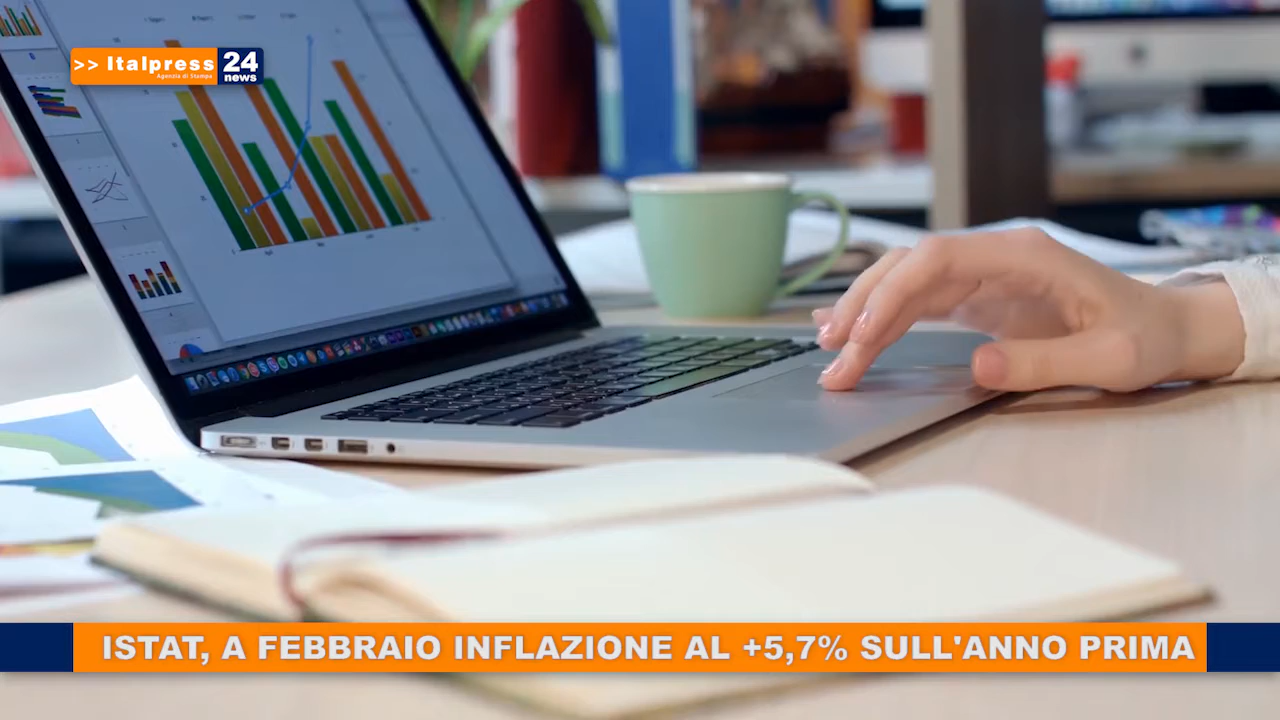 >> Italpress
Agenzia di Stampa
24
news
ISTAT, A FEBBRAIO INFLAZIONE AL +5,7% SULL'ANNO PRIMA